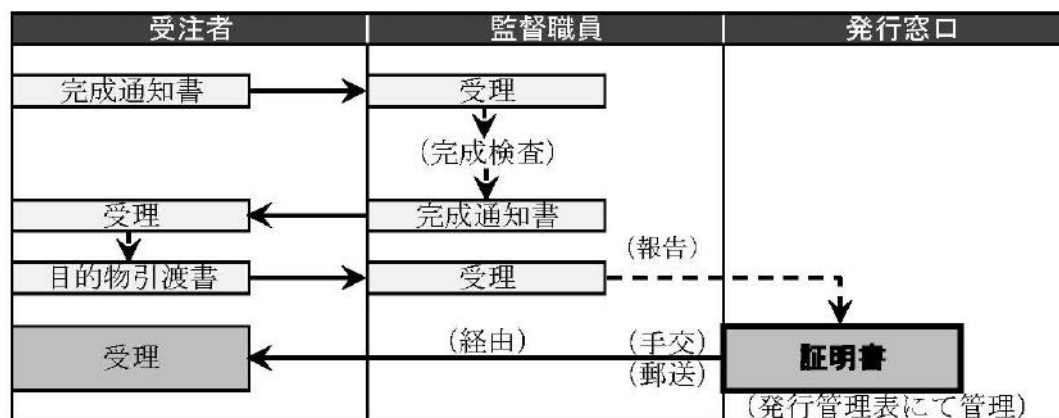 受注者 監督職員 発行窓口
完成通知書 受理
(完成検査)
受理 完成通知書
(報告)
目的物引渡書 受理
(経由) (手交)
受理 証明書
(郵送)
(発行管理表にて管理)